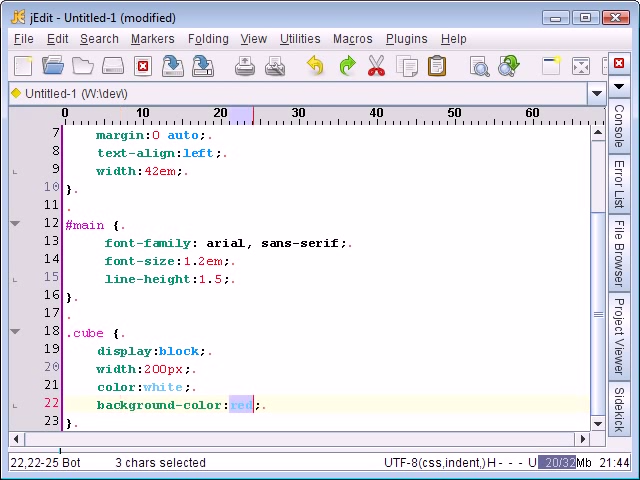 jEdit - Untitled-1 (modified)
File Edit Search Markers Folding View Utilities Macros Plugins Help
Untitled-1 (W:\dev\)
0 10 20 30 40 50 60
7 margin:0 auto;.
8 text-align:left;.
9 width:42em;.
10 }.
11 .
12 #main {.
13 font-family: arial, sans-serif;.
14 font-size:1.2em;.
15 line-height:1.5;.
16 }.
17 .
18 .cube {.
19 display:block;.
20 width:200px;.
21 color:white;.
22 background-color:red;.
23 }.
Console
Error List
File Browser
Project Viewer
Sidekick
22,22-25 Bot 3 chars selected UTF-8(css,indent,) H - - - U 20/32Mb 21:44